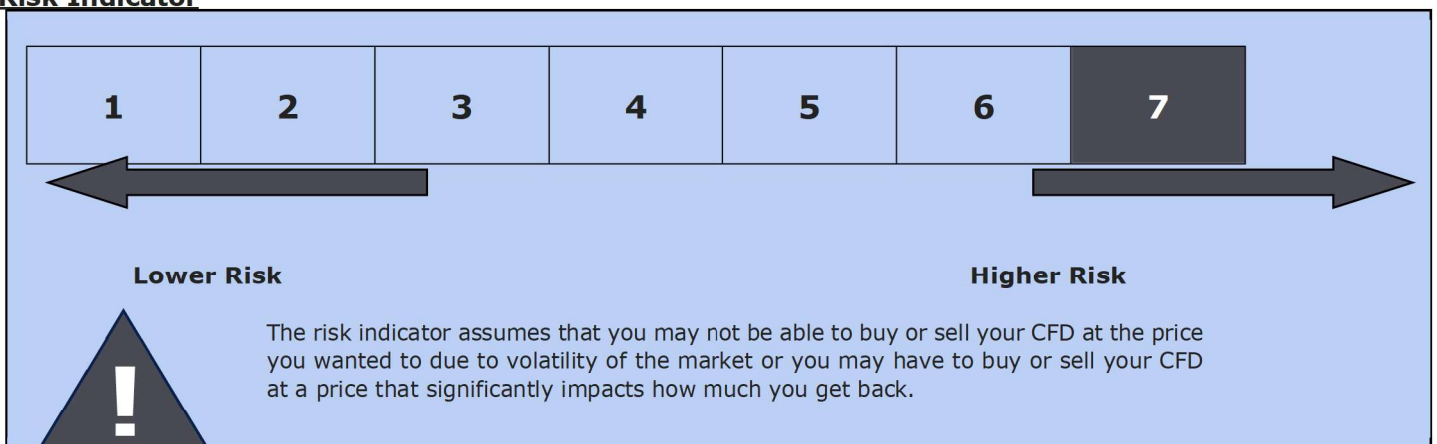 Risk Indicator
1 2 3 4 5 6 7
Lower Risk Higher Risk
The risk indicator assumes that you may not be able to buy or sell your CFD at the price
you wanted to due to volatility of the market or you may have to buy or sell your CFD
at a price that significantly impacts how much you get back.
!